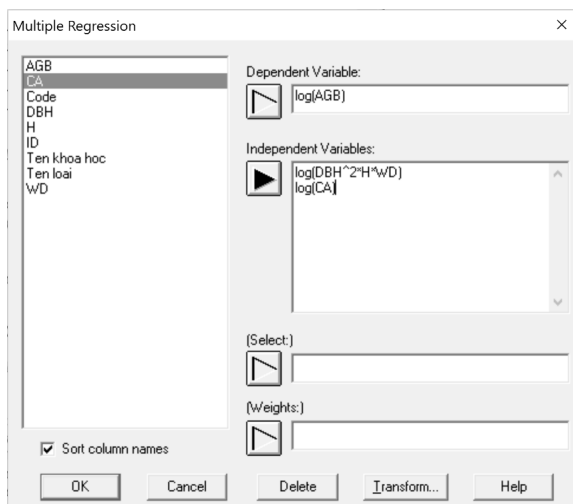 Multiple Regression
AGB
CA
Code
DBH
H
ID
Ten khoa hoc
Ten loai
WD
Sort column names
Dependent Variable:
log(AGB)
Independent Variables:
log(DBH^2*H*WD)
log(CA)
(Select:)
(Weights:)
OK
Cancel
Delete
Transform...
Help